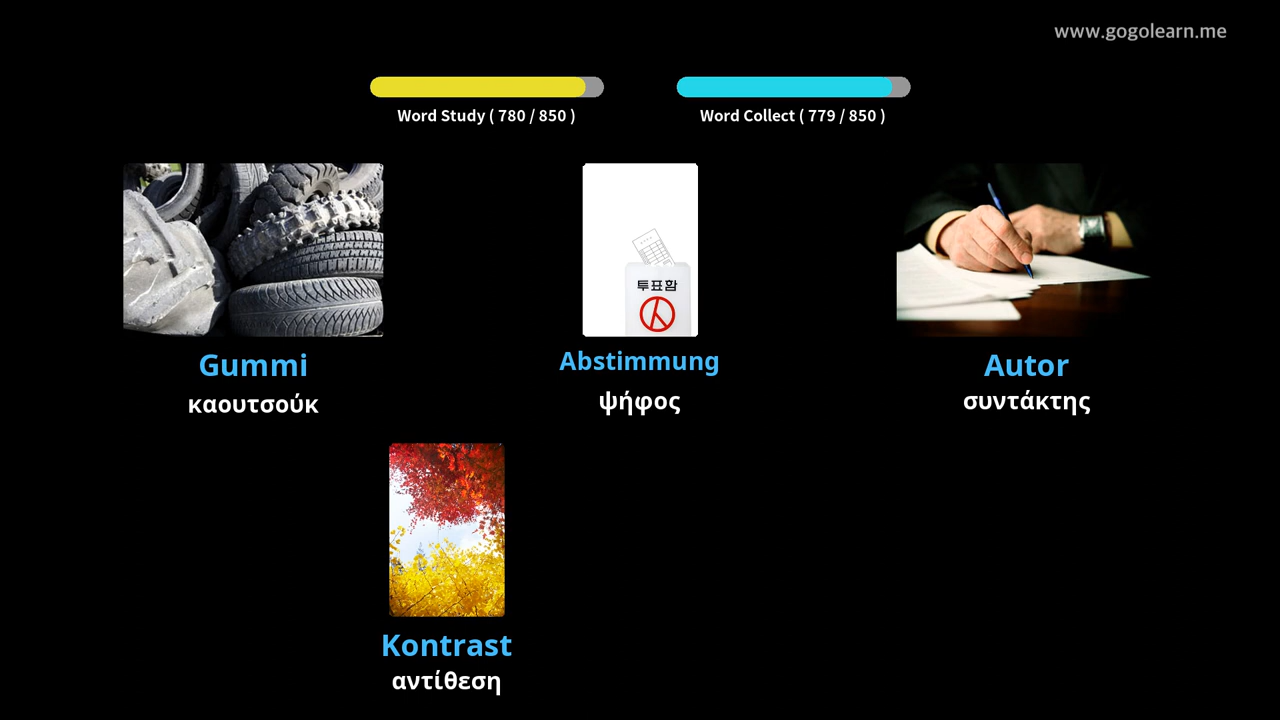 www.gogolearn.me
Word Study ( 780 / 850 )
Word Collect ( 779 / 850 )
투표함
Gummi
Abstimmung
Autor
καουτσούκ
ψήφος
συντάκτης
Kontrast
αντίθεση